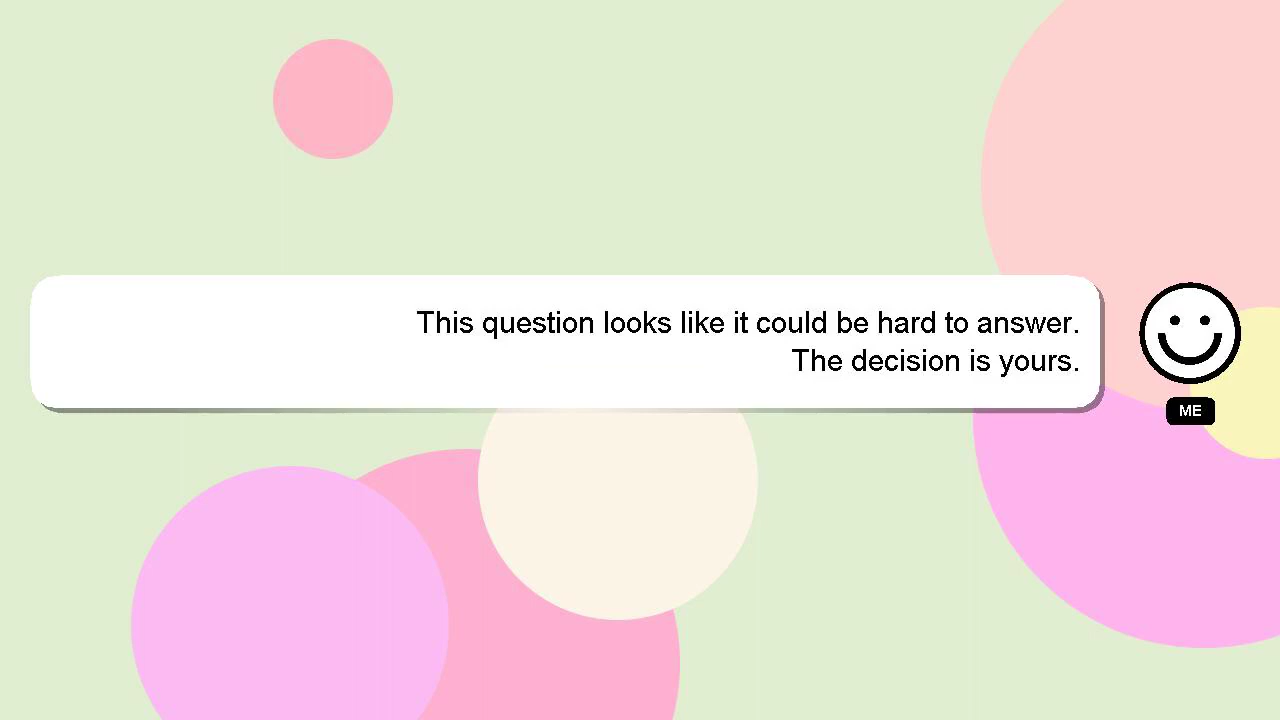 This question looks like it could be hard to answer.
The decision is yours.
ME